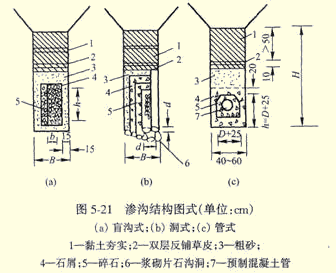 1
2
3
4
5
h
b
15
15
B
(a)
1
2
3
4
5
d
d
B
6
(b)
1
2
3
4
5
7
>50
10
20
h=D+25
H
D+25
40~60
(c)
图 5-21 渗沟结构图式(单位:cm)
(a) 盲沟式;(b) 洞式;(c) 管式
1—黏土夯实;2—双层反铺草皮;3—粗砂;
4—石屑;5—碎石;6—浆砌片石沟洞;7—预制混凝土管